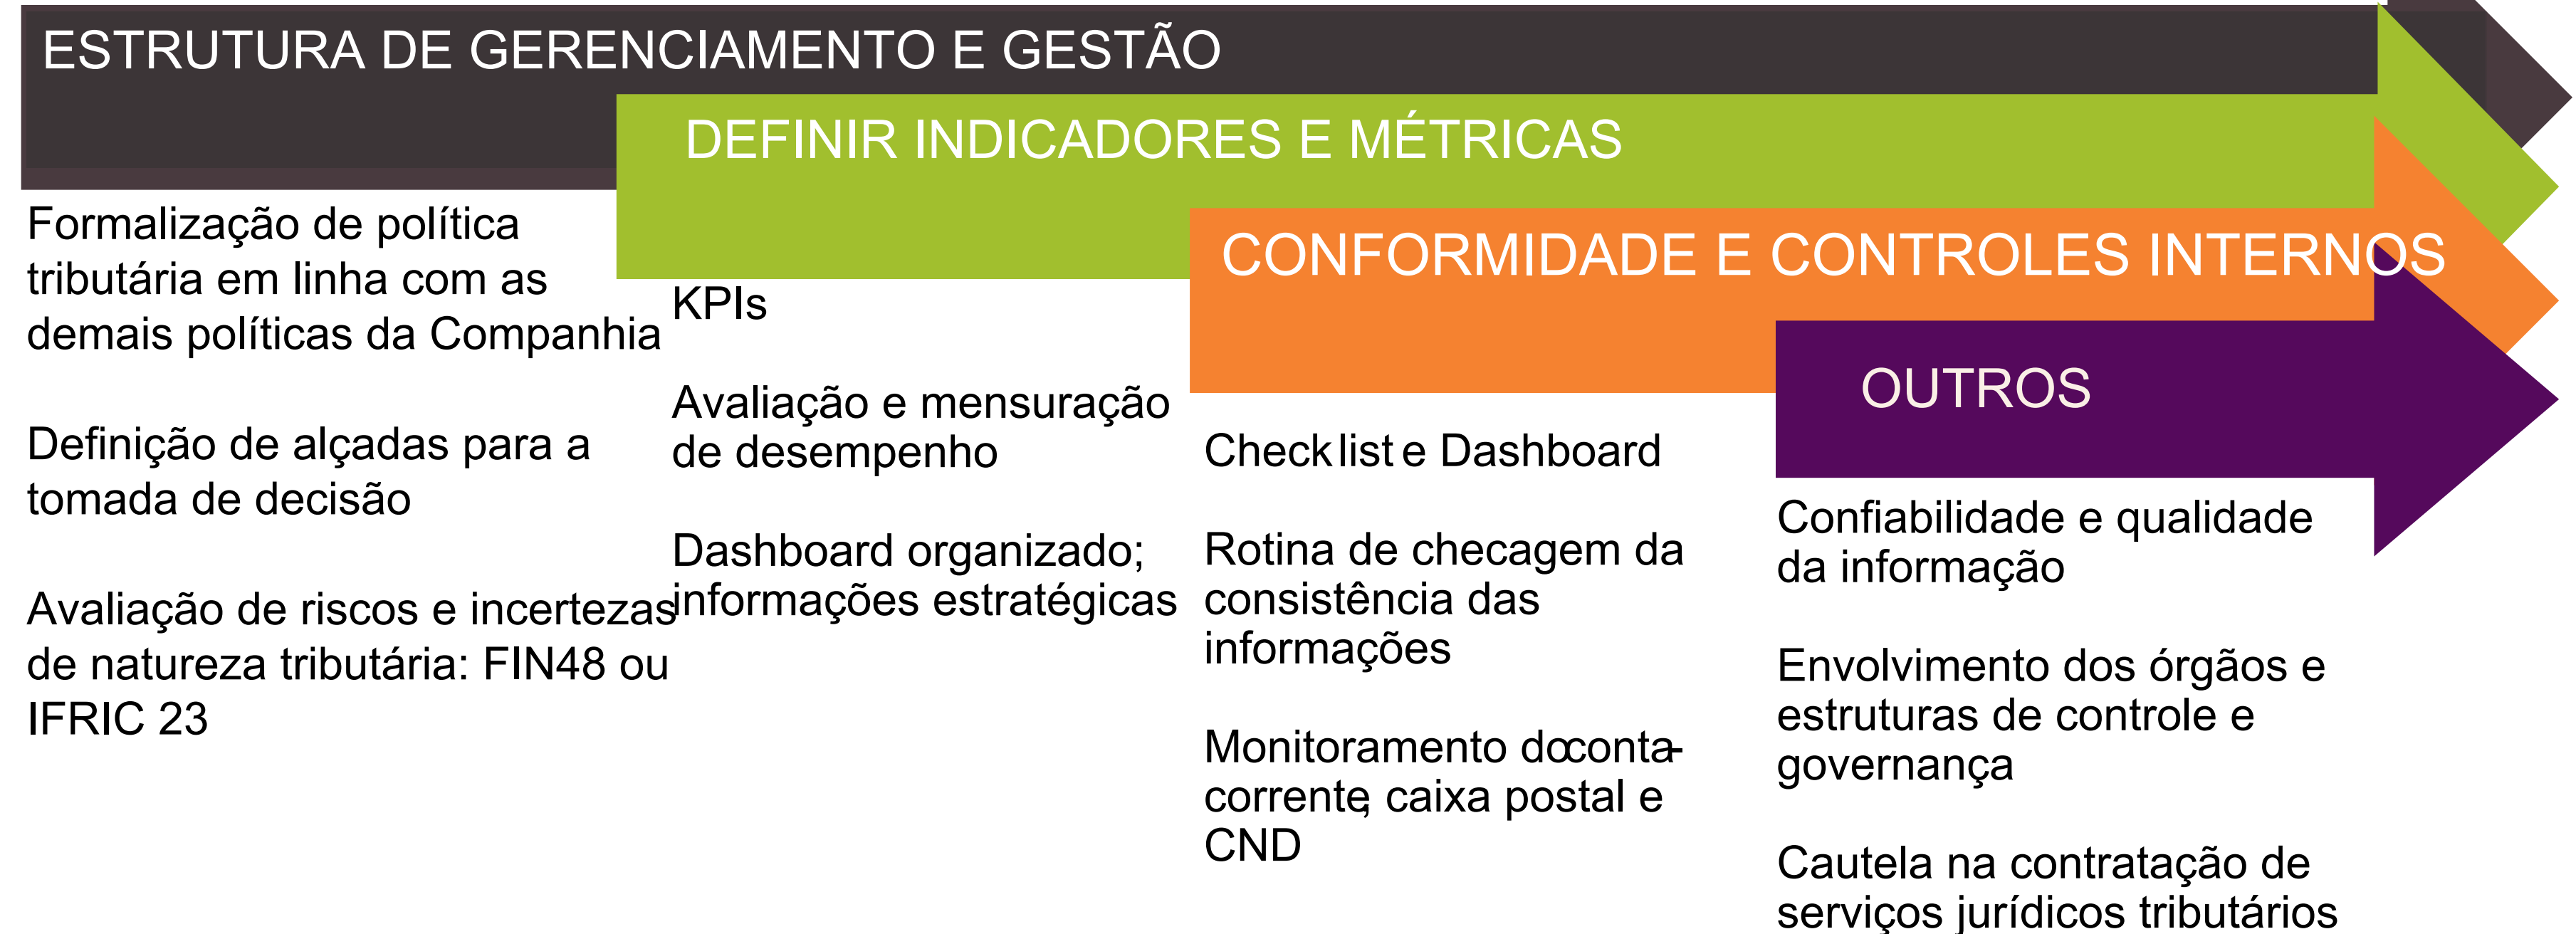 ESTRUTURA DE GERENCIAMENTO E GESTÃO
Formalização de política
tributária em linha com as
demais políticas da Companhia
Definição de alçadas para a
tomada de decisão
Avaliação de riscos e incertezas
de natureza tributária: FIN48 ou
IFRIC 23
DEFINIR INDICADORES E MÉTRICAS
KPIs
Avaliação e mensuração
de desempenho
Dashboard organizado;
informações estratégicas
CONFORMIDADE E CONTROLES INTERNOS
Checklist e Dashboard
Rotina de checagem da
consistência das
informações
Monitoramento do conta-
corrente, caixa postal e
CND
OUTROS
Confiabilidade e qualidade
da informação
Envolvimento dos órgãos e
estruturas de controle e
governança
Cautela na contratação de
serviços jurídicos tributários